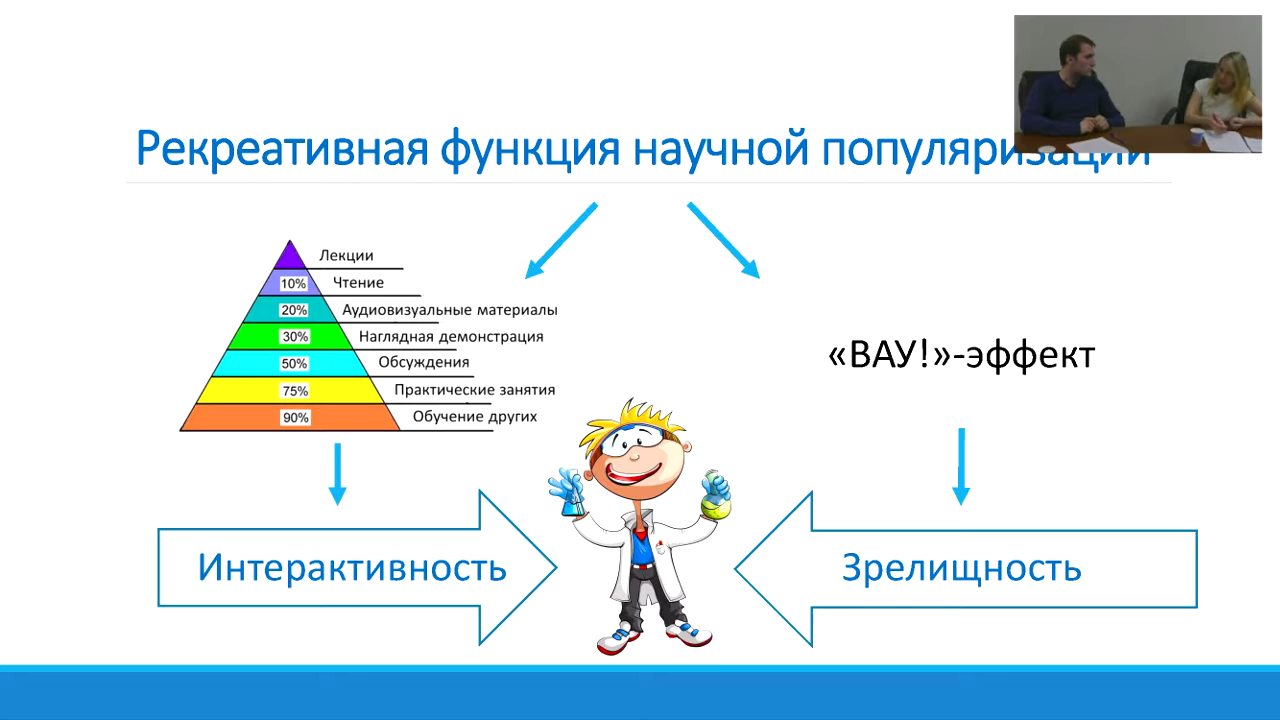 Рекреативная функция научной популяризации
Лекции
10% Чтение
20% Аудиовизуальные материалы
30% Наглядная демонстрация
50% Обсуждения
75% Практические занятия
90% Обучение других
«ВАУ!»-эффект
Интерактивность
Зрелищность